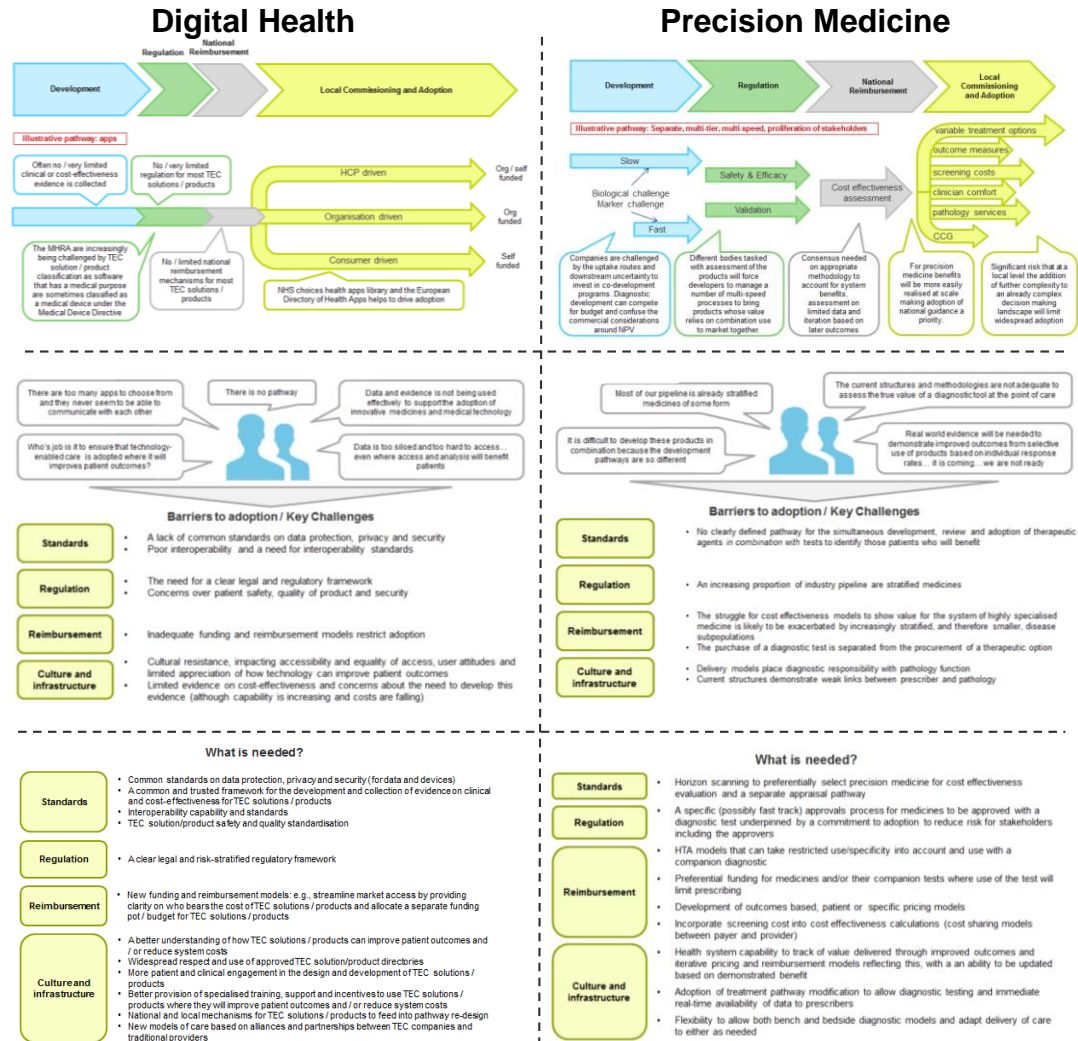 Digital Health
Regulation
National
Reimbursement
Development
Local Commissioning and Adoption
Illustrative pathway: apps
Often no / very limited
clinical or cost-effectiveness
evidence is collected
No / very limited
regulation for most TEC
solutions / products
HCP driven
Org / self
funded
Organisation driven
Org
funded
Consumer driven
Self
funded
The MHRA are increasingly
being challenged by TEC
solution / product
classification as software
that has a medical purpose
are sometimes classified as
a medical device under the
Medical Device Directive
No / limited national
reimbursement
mechanisms for most
TEC solutions /
products
NHS choices health apps library and the European
Directory of Health Apps helps to drive adoption
There are too many apps to choose from
and they never seem to be able to
communicate with each other
There is no pathway
Data and evidence is not being used
effectively to support the adoption of
innovative medicines and medical technology
Who's job is it to ensure that technology-
enabled care is adopted where it will
improves patient outcomes?
Data is too siloed and too hard to access…
even where access and analysis will benefit
patients
Barriers to adoption / Key Challenges
Standards
• A lack of common standards on data protection, privacy and security
• Poor interoperability and a need for interoperability standards
Regulation
• The need for a clear legal and regulatory framework
• Concerns over patient safety, quality of product and security
Reimbursement
• Inadequate funding and reimbursement models restrict adoption
Culture and
infrastructure
• Cultural resistance, impacting accessibility and equality of access, user attitudes and
limited appreciation of how technology can improve patient outcomes
• Limited evidence on cost-effectiveness and concerns about the need to develop this
evidence (although capability is increasing and costs are falling)
What is needed?
Standards
• Common standards on data protection, privacy and security (for data and devices)
• A common and trusted framework for the development and collection of evidence on clinical
and cost-effectiveness for TEC solutions / products
• Interoperability capability and standards
• TEC solution/product safety and quality standardisation
Regulation
• A clear legal and risk-stratified regulatory framework
Reimbursement
• New funding and reimbursement models: e.g., streamline market access by providing
clarity on who bears the cost of TEC solutions / products and allocate a separate funding
pot / budget for TEC solutions / products
Culture and
infrastructure
• A better understanding of how TEC solutions / products can improve patient outcomes and
/ or reduce system costs
• Widespread respect and use of approved TEC solution/product directories
• More patient and clinical engagement in the design and development of TEC solutions /
products
• Better provision of specialised training, support and incentives to use TEC solutions /
products where they will improve patient outcomes and / or reduce system costs
• National and local mechanisms for TEC solutions / products to feed into pathway re-design
• New models of care based on alliances and partnerships between TEC companies and
traditional providers
Precision Medicine
Development
Regulation
National
Reimbursement
Local
Commissioning
and Adoption
Illustrative pathway: Separate, multi-tier, multi-speed, proliferation of stakeholders
Slow
Biological challenge
Marker challenge
Fast
Safety & Efficacy
Validation
Cost effectiveness
assessment
variable treatment options
outcome measures
screening costs
clinician comfort
pathology services
CCG
Companies are challenged
by the uptake routes and
downstream uncertainty to
invest in co-development
programs. Diagnostic
development can compete
for budget and confuse the
commercial considerations
around NPV
Different bodies tasked
with assessment of the
products will force
developers to manage a
number of multi-speed
processes to bring
products whose value
relies on combination use
to market together.
Consensus needed
on appropriate
methodology to
account for system
benefits,
assessment on
limited data and
iteration based on
later outcomes
For precision
medicine benefits
will be more easily
realised at scale
making adoption of
national guidance a
priority.
Significant risk that at a
local level the addition
of further complexity to
an already complex
decision making
landscape will limit
widespread adoption
Most of our pipeline is already stratified
medicines of some form
The current structures and methodologies are not adequate to
assess the true value of a diagnostic tool at the point of care
It is difficult to develop these products in
combination because the development
pathways are so different
Real world evidence will be needed to
demonstrate improved outcomes from selective
use of products based on individual response
rates… it is coming… we are not ready
Barriers to adoption / Key Challenges
Standards
• No clearly defined pathway for the simultaneous development, review and adoption of therapeutic
agents in combination with tests to identify those patients who will benefit
Regulation
• An increasing proportion of industry pipeline are stratified medicines
Reimbursement
• The struggle for cost effectiveness models to show value for the system of highly specialised
medicine is likely to be exacerbated by increasingly stratified, and therefore smaller, disease
subpopulations
• The purchase of a diagnostic test is separated from the procurement of a therapeutic option
Culture and
infrastructure
• Delivery models place diagnostic responsibility with pathology function
• Current structures demonstrate weak links between prescriber and pathology
What is needed?
Standards
• Horizon scanning to preferentially select precision medicine for cost effectiveness
evaluation and a separate appraisal pathway
Regulation
• A specific (possibly fast track) approvals process for medicines to be approved with a
diagnostic test underpinned by a commitment to adoption to reduce risk for stakeholders
including the approvers
Reimbursement
• HTA models that can take restricted use/specificity into account and use with a
companion diagnostic
• Preferential funding for medicines and/or their companion tests where use of the test will
limit prescribing
• Development of outcomes based, patient or specific pricing models
• Incorporate screening cost into cost effectiveness calculations (cost sharing models
between payer and provider)
Culture and
infrastructure
• Health system capability to track of value delivered through improved outcomes and
iterative pricing and reimbursement models reflecting this, with a an ability to be updated
based on demonstrated benefit
• Adoption of treatment pathway modification to allow diagnostic testing and immediate
real-time availability of data to prescribers
• Flexibility to allow both bench and bedside diagnostic models and adapt delivery of care
to either as needed